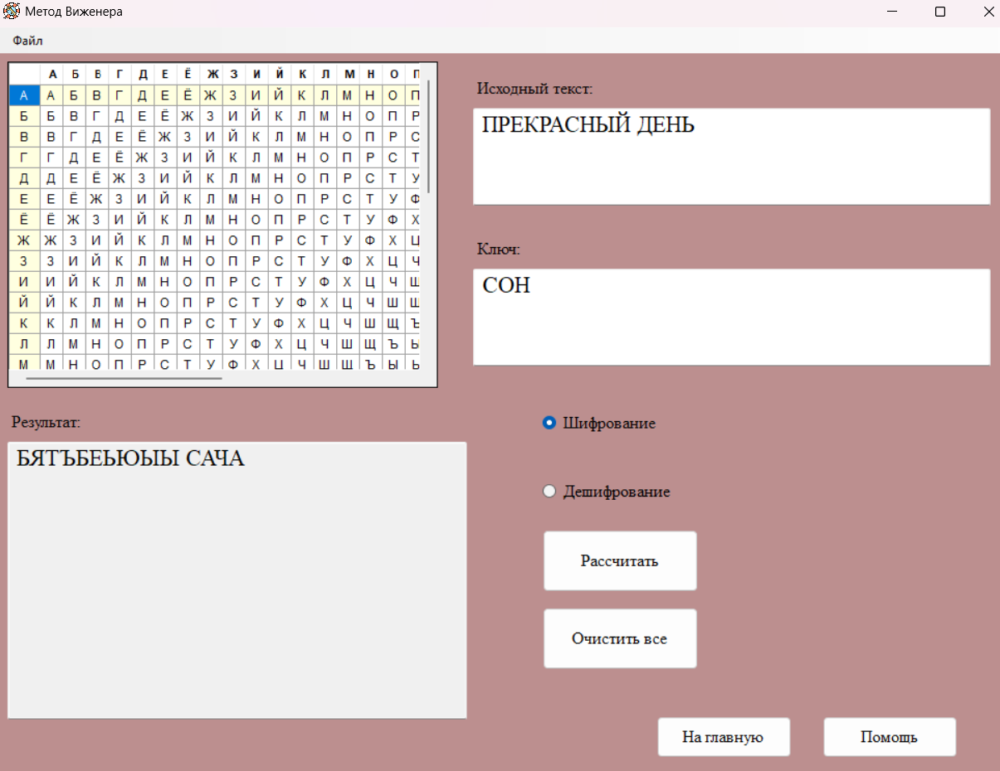 Метод Виженера
Файл
А Б В Г Д Е Ё Ж З И Й К Л М Н О П
А А Б В Г Д Е Ё Ж З И Й К Л М Н О П
Б Б В Г Д Е Ё Ж З И Й К Л М Н О П Р
В В Г Д Е Ё Ж З И Й К Л М Н О П Р С
Г Г Д Е Ё Ж З И Й К Л М Н О П Р С Т
Д Д Е Ё Ж З И Й К Л М Н О П Р С Т У
Е Е Ё Ж З И Й К Л М Н О П Р С Т У Ф
Ё Ё Ж З И Й К Л М Н О П Р С Т У Ф Х
Ж Ж З И Й К Л М Н О П Р С Т У Ф Х Ц
З З И Й К Л М Н О П Р С Т У Ф Х Ц Ч
И И Й К Л М Н О П Р С Т У Ф Х Ц Ч Ш
Й Й К Л М Н О П Р С Т У Ф Х Ц Ч Ш Щ
К К Л М Н О П Р С Т У Ф Х Ц Ч Ш Щ Ъ
Л Л М Н О П Р С Т У Ф Х Ц Ч Ш Щ Ъ Ы
М М Н О П Р С Т У Ф Х Ц Ч Ш Щ Ъ Ы Ь
Исходный текст:
ПРЕКРАСНЫЙ ДЕНЬ
Ключ:
СОН
Результат:
БЯТЪБЕЬЮЫЫ САЧА
Шифрование
Дешифрование
Рассчитать
Очистить все
На главную
Помощь